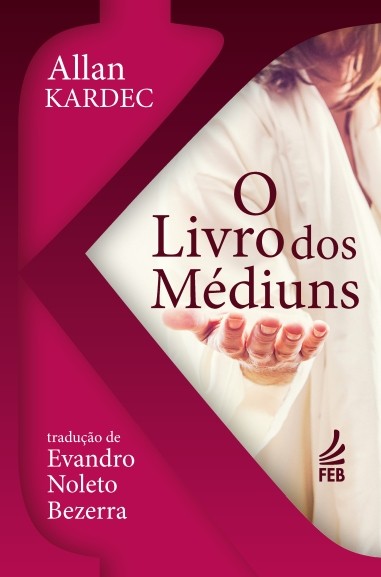 Allan
KARDEC
O
Livro dos
Médiuns
tradução de
Evandro
Noleto
Bezerra
FEB